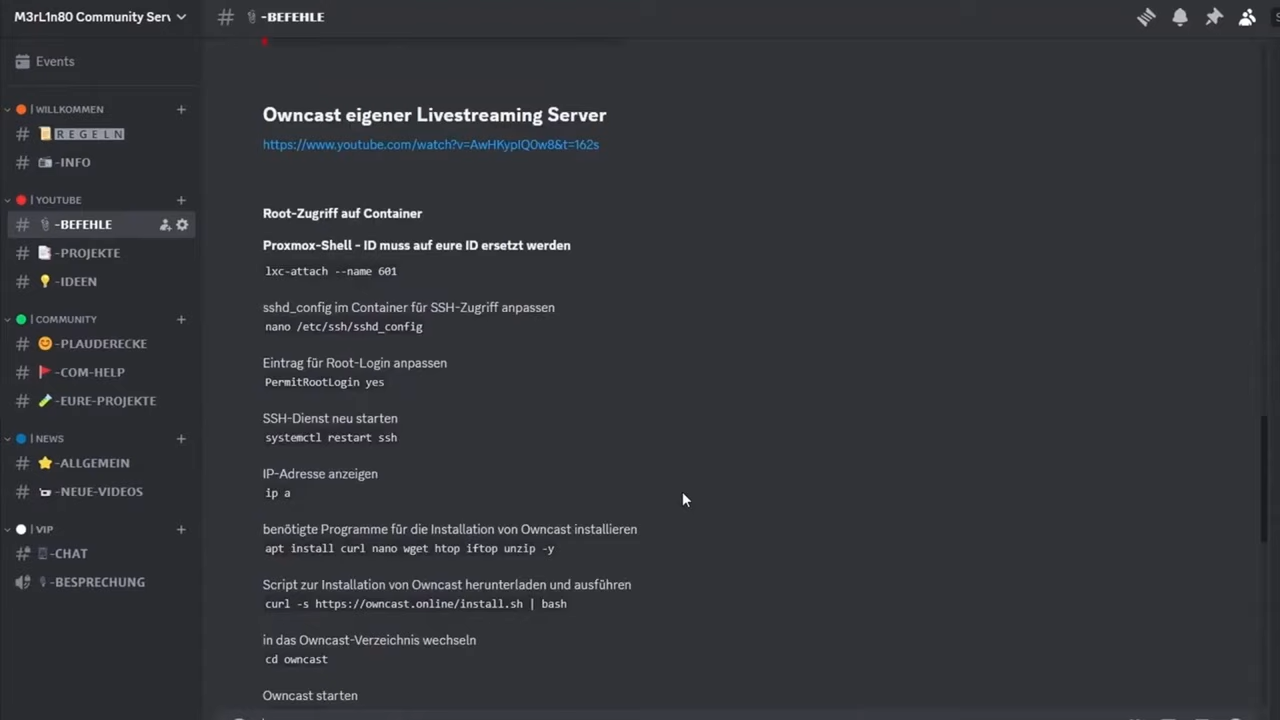 M3rL1n80 Community Serv
-BEFEHLE
Events
| WILLKOMMEN
REGELN
-INFO
| YOUTUBE
-BEFEHLE
-PROJEKTE
-IDEEN
| COMMUNITY
-PLAUDERECKE
-COM-HELP
-EURE-PROJEKTE
| NEWS
-ALLGEMEIN
-NEUE-VIDEOS
| VIP
-CHAT
-BESPRECHUNG
Owncast eigener Livestreaming Server
https://www.youtube.com/watch?v=AwHKypIQ0w8&t=162s
Root-Zugriff auf Container
Proxmox-Shell - ID muss auf eure ID ersetzt werden
lxc-attach --name 601
sshd_config im Container für SSH-Zugriff anpassen
nano /etc/ssh/sshd_config
Eintrag für Root-Login anpassen
PermitRootLogin yes
SSH-Dienst neu starten
systemctl restart ssh
IP-Adresse anzeigen
ip a
benötigte Programme für die Installation von Owncast installieren
apt install curl nano wget htop iftop unzip -y
Script zur Installation von Owncast herunterladen und ausführen
curl -s https://owncast.online/install.sh | bash
in das Owncast-Verzeichnis wechseln
cd owncast
Owncast starten